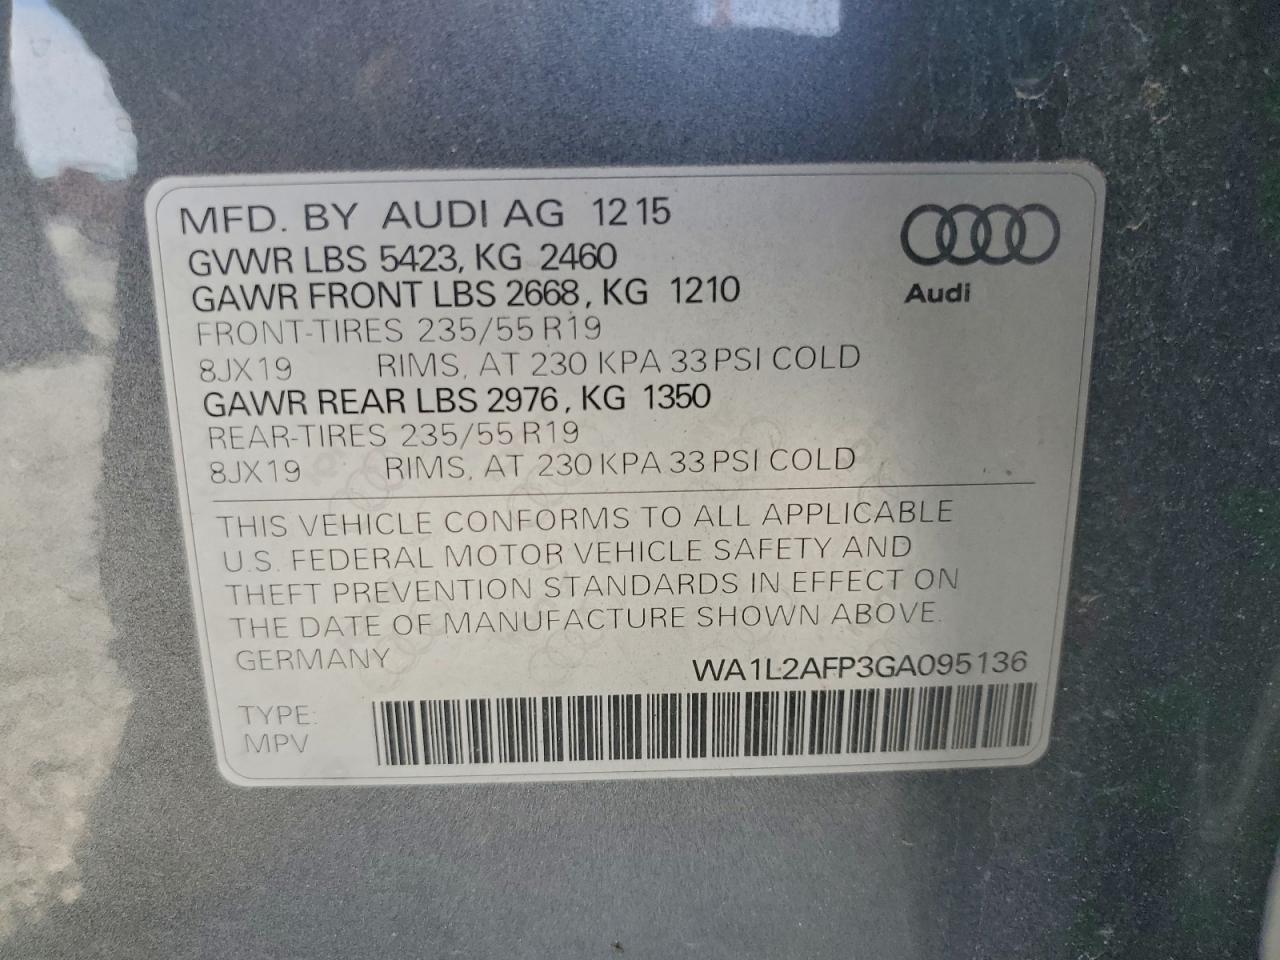 MFD. BY AUDI AG 12 15
GVWR LBS 5423, KG 2460
GAWR FRONT LBS 2668, KG 1210
Audi
FRONT-TIRES 235/55 R19
8JX19 RIMS, AT 230 KPA 33 PSI COLD
GAWR REAR LBS 2976, KG 1350
REAR-TIRES 235/55 R19
8JX19 RIMS, AT 230 KPA 33 PSI COLD
THIS VEHICLE CONFORMS TO ALL APPLICABLE
U.S. FEDERAL MOTOR VEHICLE SAFETY AND
THEFT PREVENTION STANDARDS IN EFFECT ON
THE DATE OF MANUFACTURE SHOWN ABOVE.
GERMANY WA1L2AFP3GA095136
TYPE:
MPV